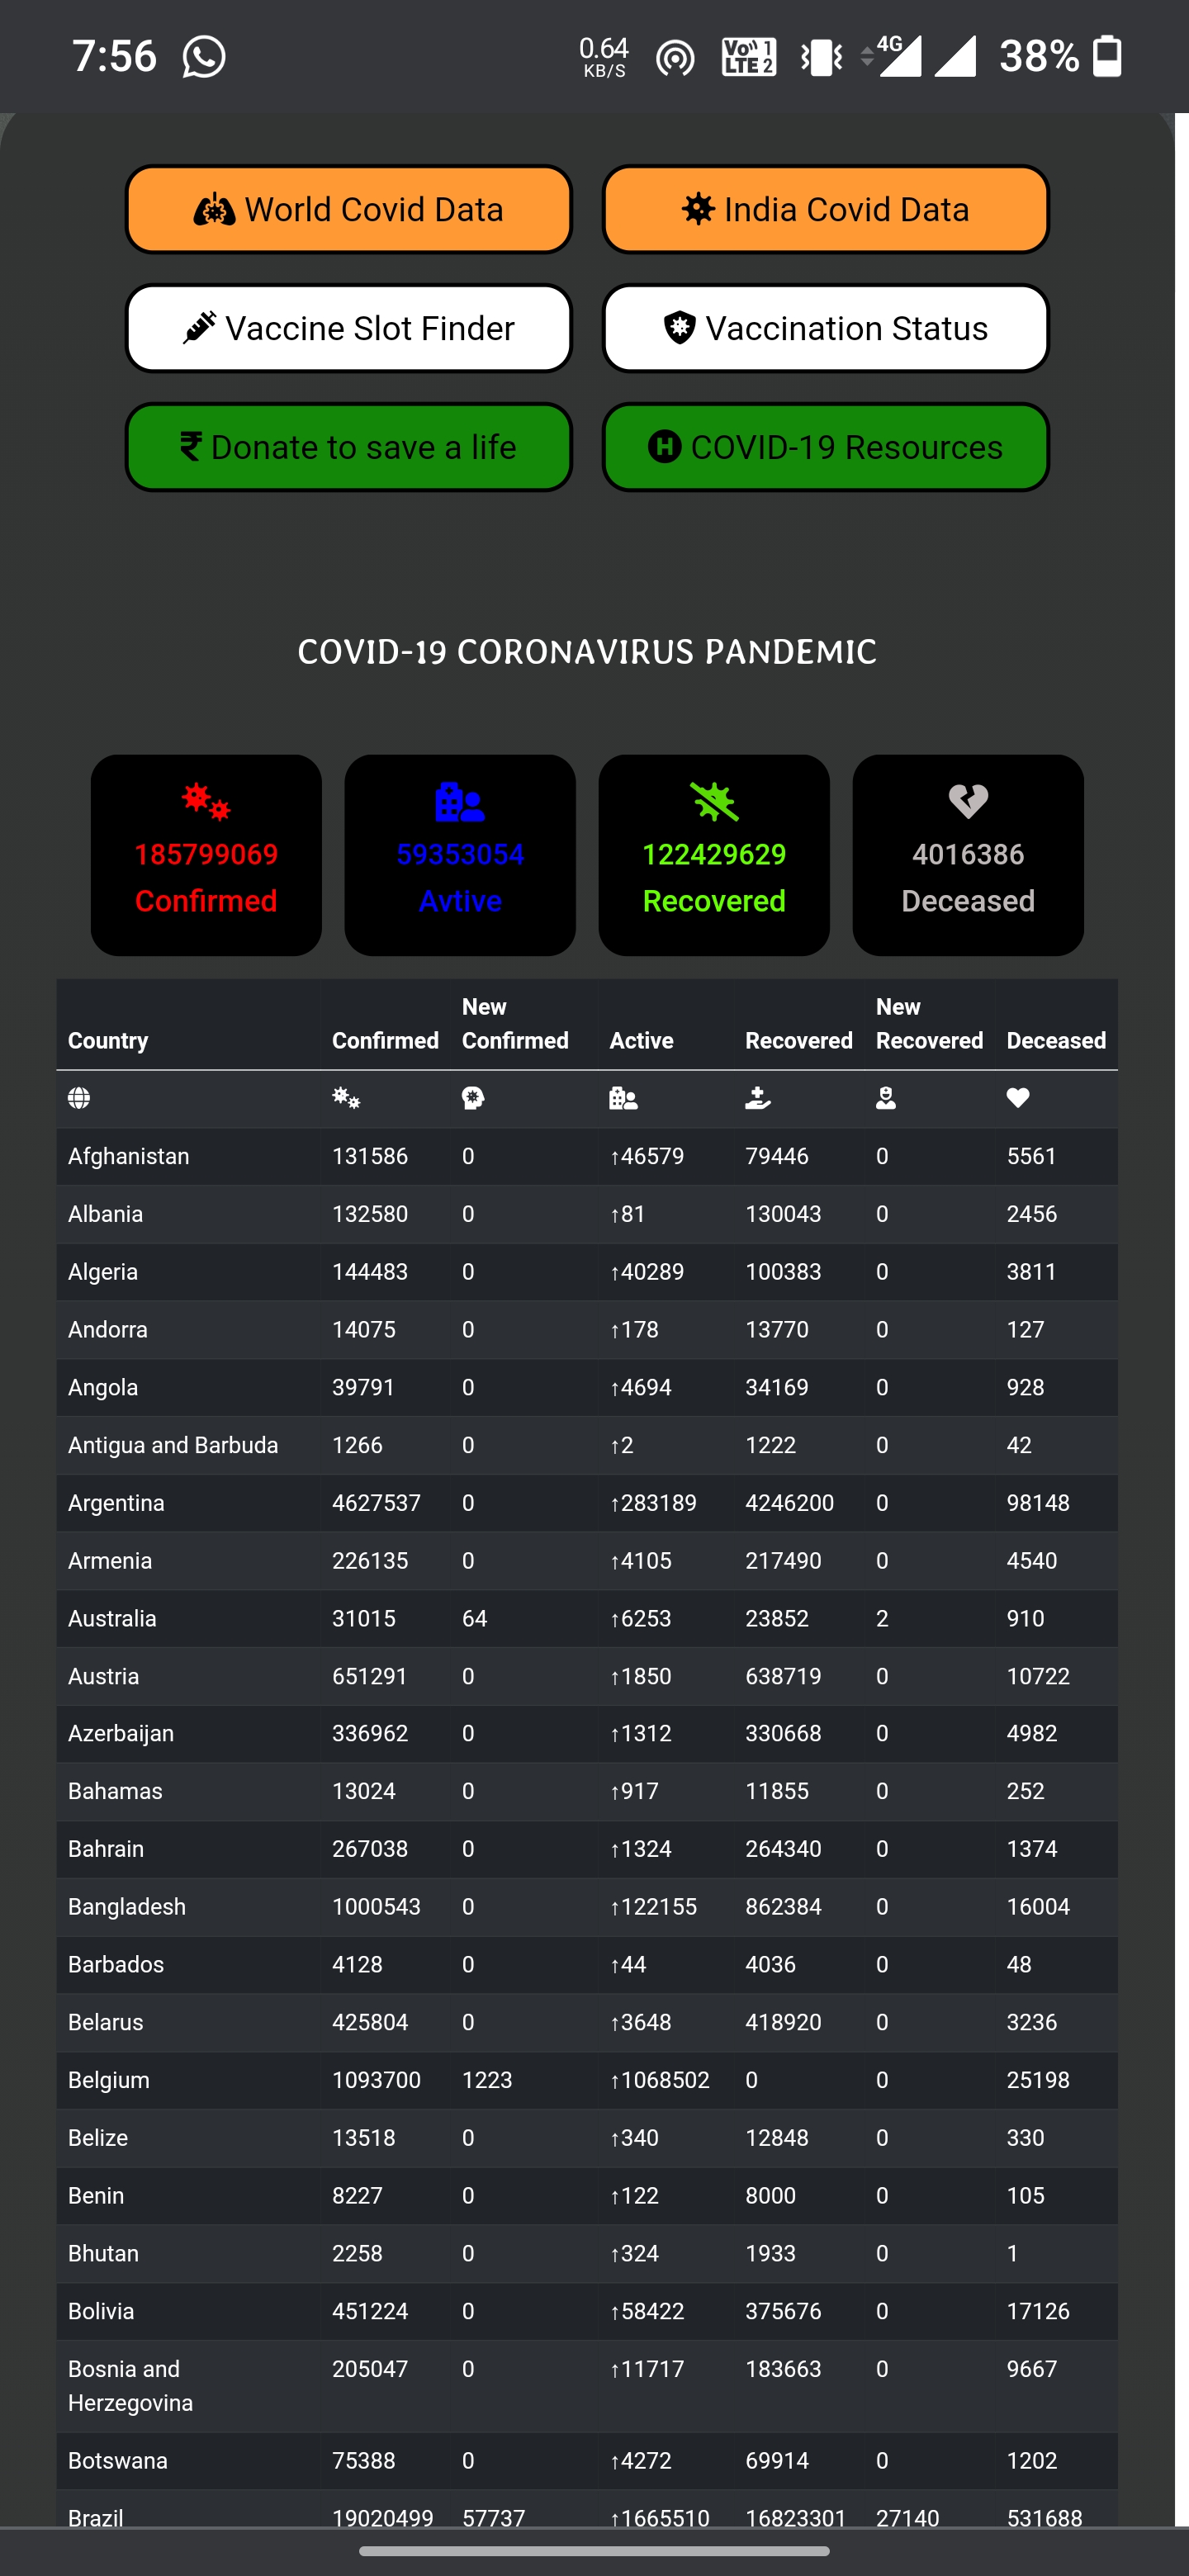 7:56 0.64 KB/S Vo LTE 1 2 4G 38%
World Covid Data India Covid Data
Vaccine Slot Finder Vaccination Status
₹ Donate to save a life H COVID-19 Resources
COVID-19 CORONAVIRUS PANDEMIC
185799069 59353054 122429629 4016386
Confirmed Avtive Recovered Deceased
Country Confirmed New Confirmed Active Recovered New Recovered Deceased
Afghanistan 131586 0 ↑46579 79446 0 5561
Albania 132580 0 ↑81 130043 0 2456
Algeria 144483 0 ↑40289 100383 0 3811
Andorra 14075 0 ↑178 13770 0 127
Angola 39791 0 ↑4694 34169 0 928
Antigua and Barbuda 1266 0 ↑2 1222 0 42
Argentina 4627537 0 ↑283189 4246200 0 98148
Armenia 226135 0 ↑4105 217490 0 4540
Australia 31015 64 ↑6253 23852 2 910
Austria 651291 0 ↑1850 638719 0 10722
Azerbaijan 336962 0 ↑1312 330668 0 4982
Bahamas 13024 0 ↑917 11855 0 252
Bahrain 267038 0 ↑1324 264340 0 1374
Bangladesh 1000543 0 ↑122155 862384 0 16004
Barbados 4128 0 ↑44 4036 0 48
Belarus 425804 0 ↑3648 418920 0 3236
Belgium 1093700 1223 ↑1068502 0 0 25198
Belize 13518 0 ↑340 12848 0 330
Benin 8227 0 ↑122 8000 0 105
Bhutan 2258 0 ↑324 1933 0 1
Bolivia 451224 0 ↑58422 375676 0 17126
Bosnia and Herzegovina 205047 0 ↑11717 183663 0 9667
Botswana 75388 0 ↑4272 69914 0 1202
Brazil 19020499 57737 ↑1665510 16823301 27140 531688